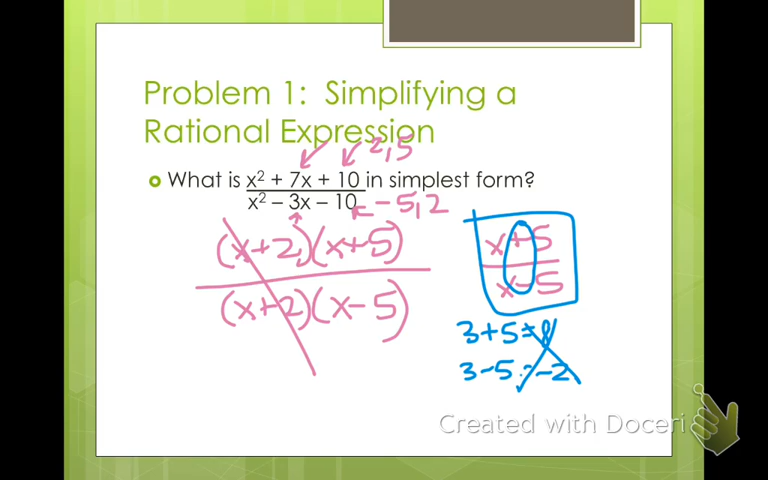 Problem 1: Simplifying a
Rational Expression
2, 5
What is x² + 7x + 10 in simplest form?
x² – 3x – 10
-5, 2
(x+2)(x+5)
(x+2)(x-5)
x+5
x-5
3+5=8
3-5=-2
Created with Doceri